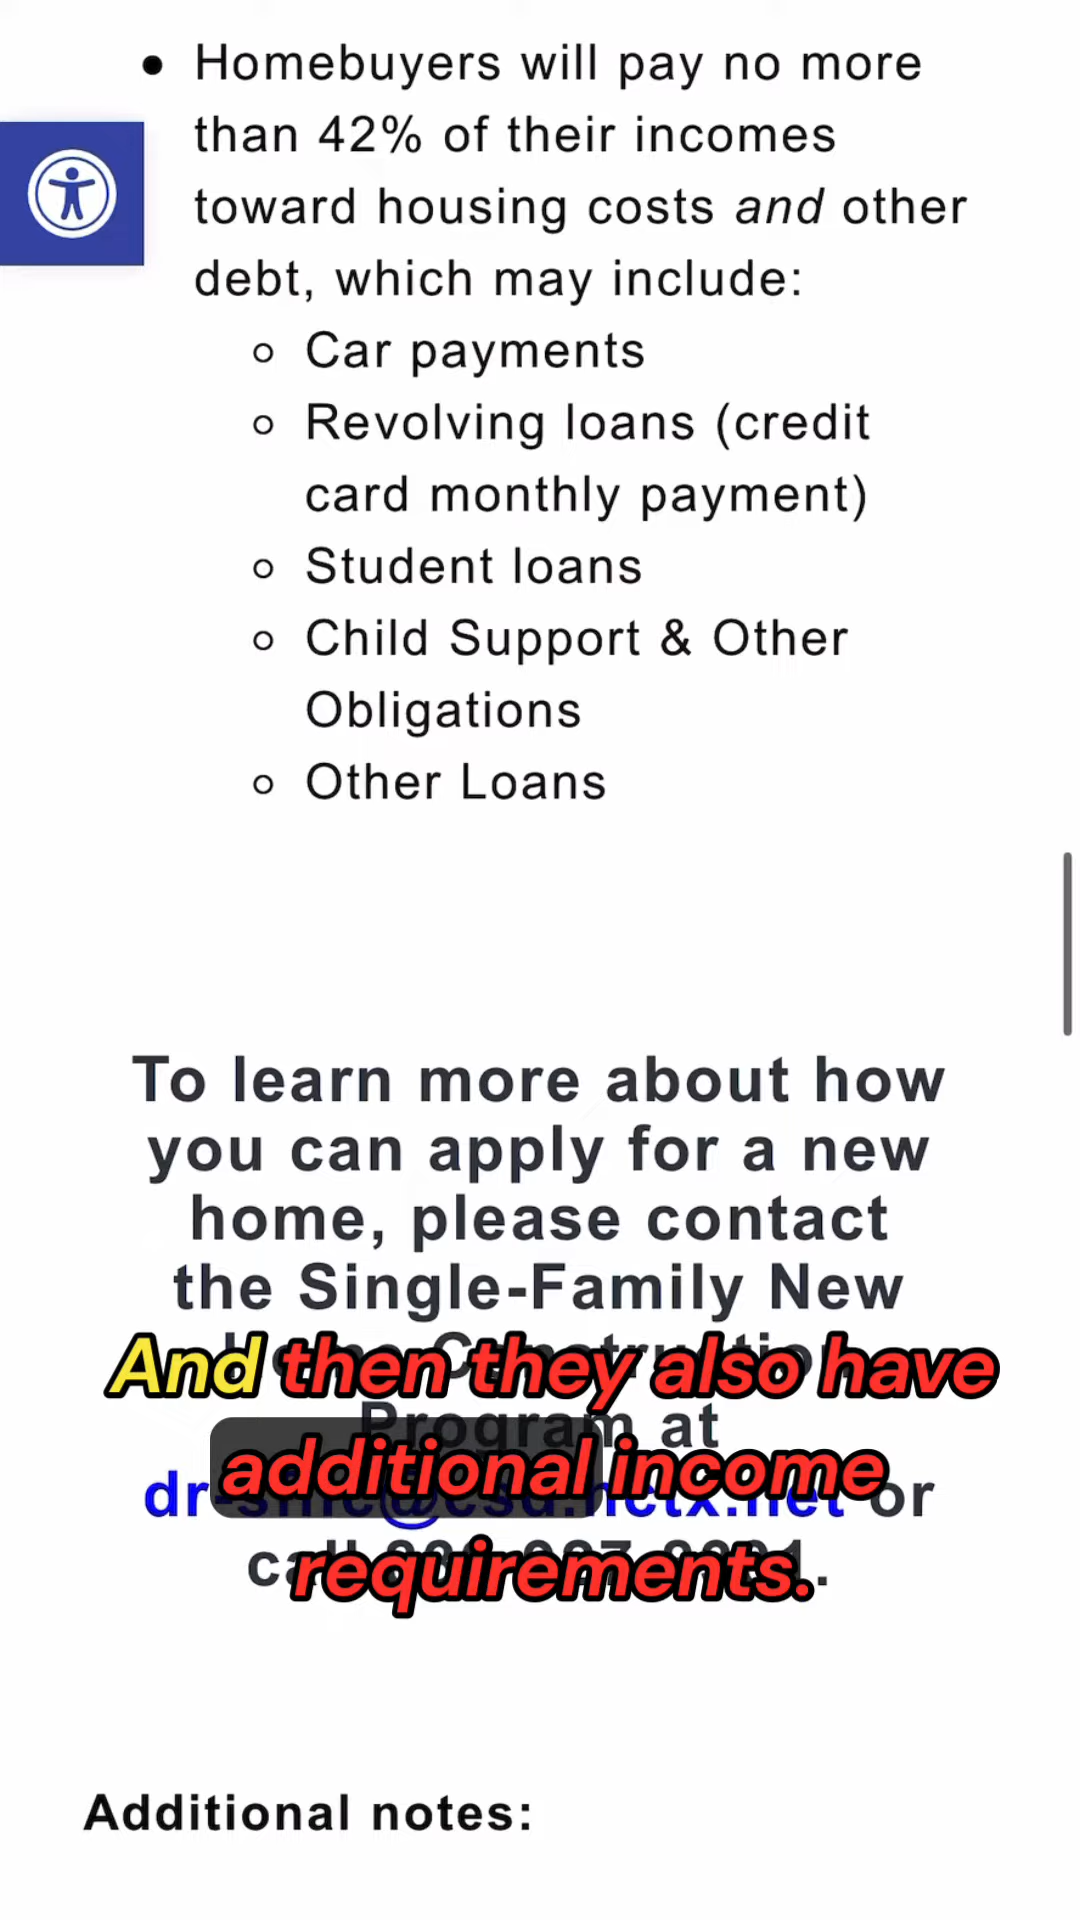 Homebuyers will pay no more
than 42% of their incomes
toward housing costs and other
debt, which may include:
Car payments
Revolving loans (credit
card monthly payment)
Student loans
Child Support & Other
Obligations
Other Loans
To learn more about how
you can apply for a new
home, please contact
the Single-Family New
And then they also have
Program at
additional income
or
requirements.
Additional notes: